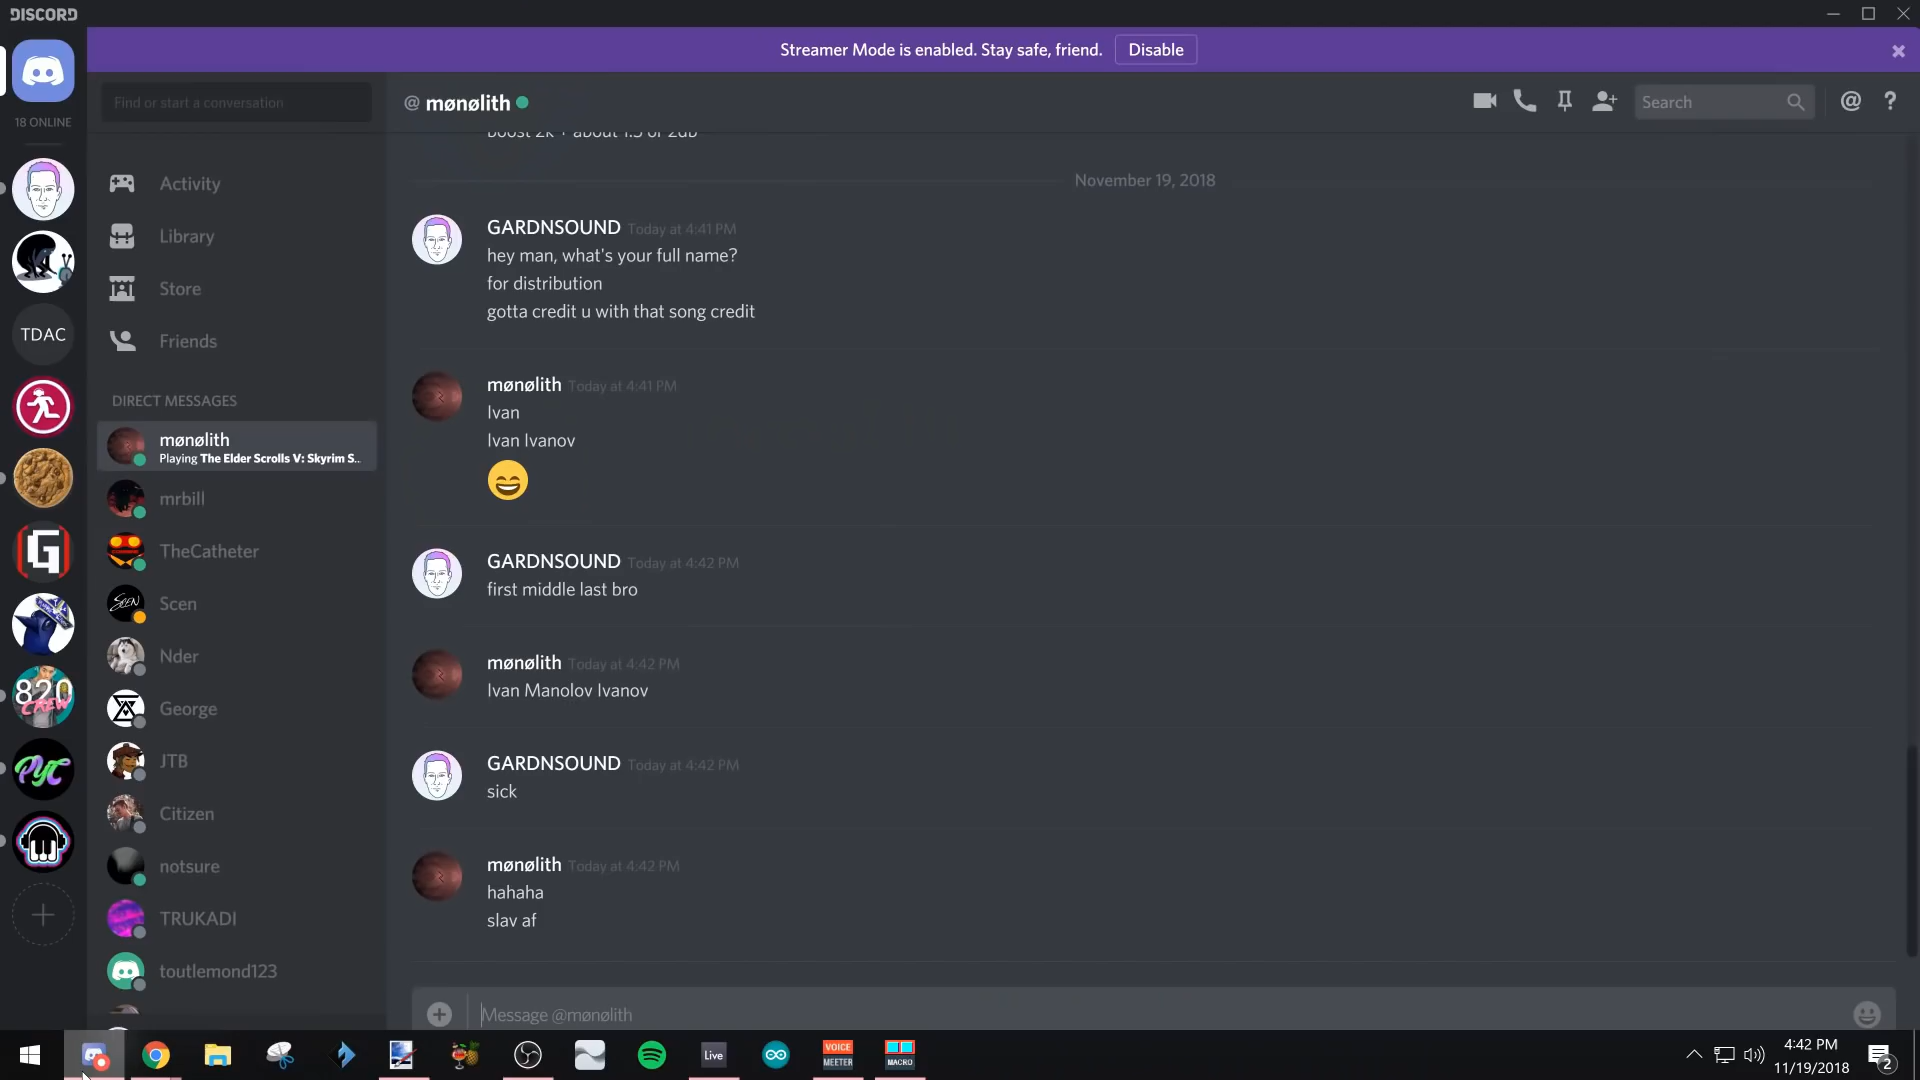 DISCORD
Streamer Mode is enabled. Stay safe, friend. Disable
Find or start a conversation
@ mønølith
Search
18 ONLINE
TDAC
820
CREW
PYC
Activity
Library
Store
Friends
DIRECT MESSAGES
mønølith
Playing The Elder Scrolls V: Skyrim S...
mrbill
TheCatheter
Scen
Nder
George
JTB
Citizen
notsure
TRUKADI
toutlemond123
boost 2k + about 1.5 or 2db
November 19, 2018
GARDNSOUND Today at 4:41 PM
hey man, what's your full name?
for distribution
gotta credit u with that song credit
mønølith Today at 4:41 PM
Ivan
Ivan Ivanov
GARDNSOUND Today at 4:42 PM
first middle last bro
mønølith Today at 4:42 PM
Ivan Manolov Ivanov
GARDNSOUND Today at 4:42 PM
sick
mønølith Today at 4:42 PM
hahaha
slav af
Message @mønølith
Live
VOICE
MEETER
MACRO
4:42 PM
11/19/2018
2